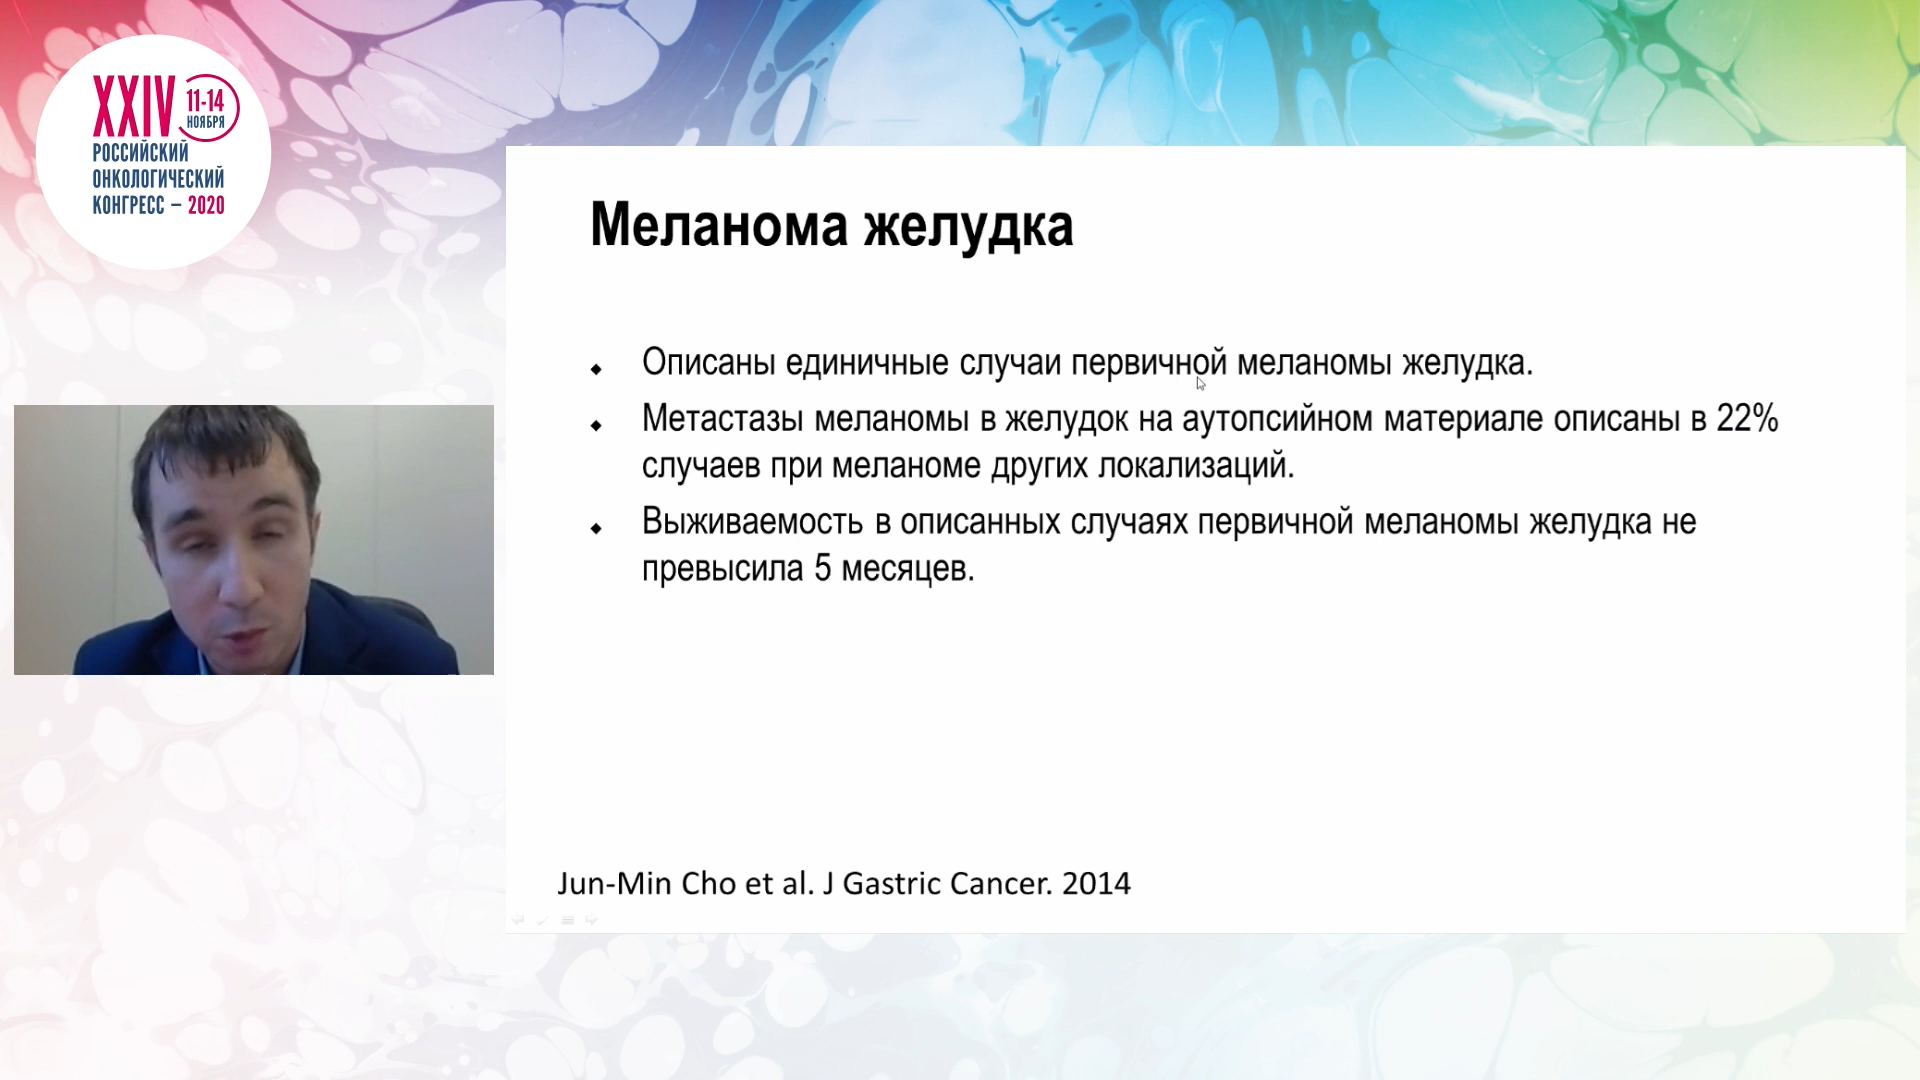 XXIV
11-14
НОЯБРЯ
РОССИЙСКИЙ
ОНКОЛОГИЧЕСКИЙ
КОНГРЕСС – 2020
Меланома желудка
Описаны единичные случаи первичной меланомы желудка.
Метастазы меланомы в желудок на аутопсийном материале описаны в 22%
случаев при меланоме других локализаций.
Выживаемость в описанных случаях первичной меланомы желудка не
превысила 5 месяцев.
Jun-Min Cho et al. J Gastric Cancer. 2014